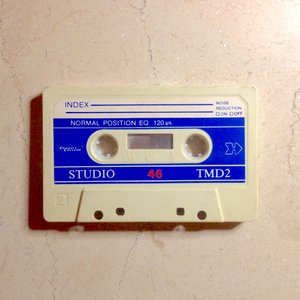 INDEX
NOISE
REDUCTION
□ON □OFF
NORMAL POSITION EQ 120 μs
STUDIO 46 TMD2